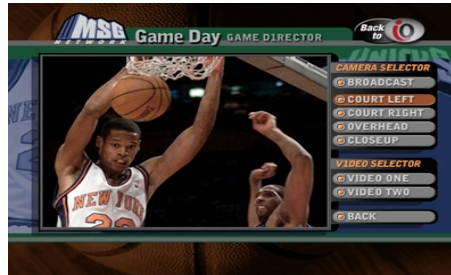 MSG
NETWORK
Game Day GAME DIRECTOR
Back
to
iO
CAMERA SELECTOR
BROADCAST
COURT LEFT
COURT RIGHT
OVERHEAD
CLOSEUP
VIDEO SELECTOR
VIDEO ONE
VIDEO TWO
BACK
NEW YORK